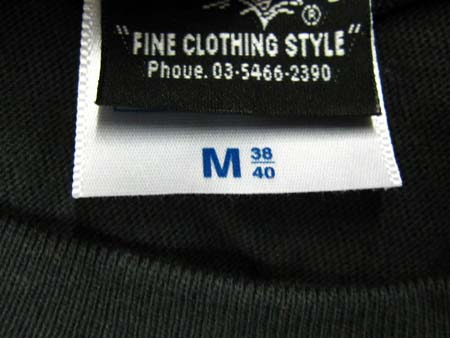 ®
"FINE CLOTHING STYLE"
Phoue. 03-5466-2390
M 38
40